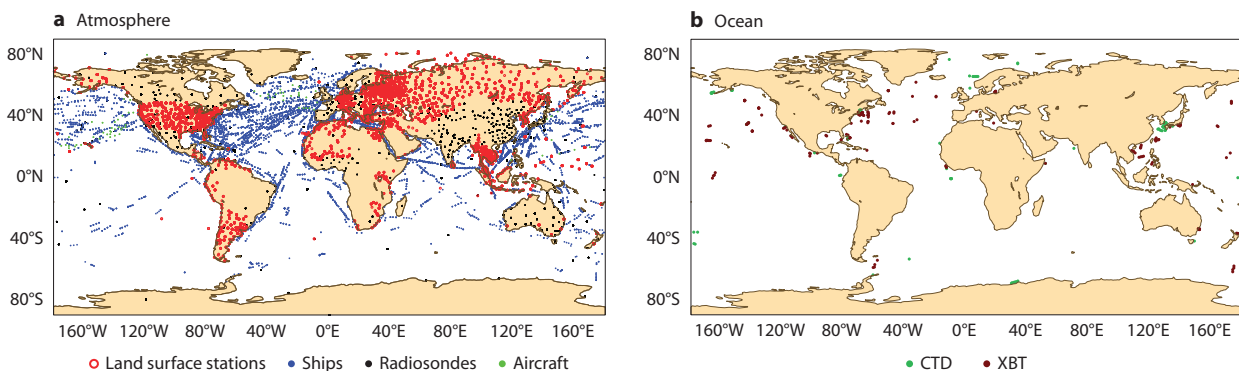 a Atmosphere
80°N
40°N
0°N
40°S
80°S
160°W 120°W 80°W 40°W 0°E 40°E 80°E 120°E 160°E
Land surface stations Ships Radiosondes Aircraft
b Ocean
80°N
40°N
0°N
40°S
80°S
160°W 120°W 80°W 40°W 0°E 40°E 80°E 120°E 160°E
CTD XBT